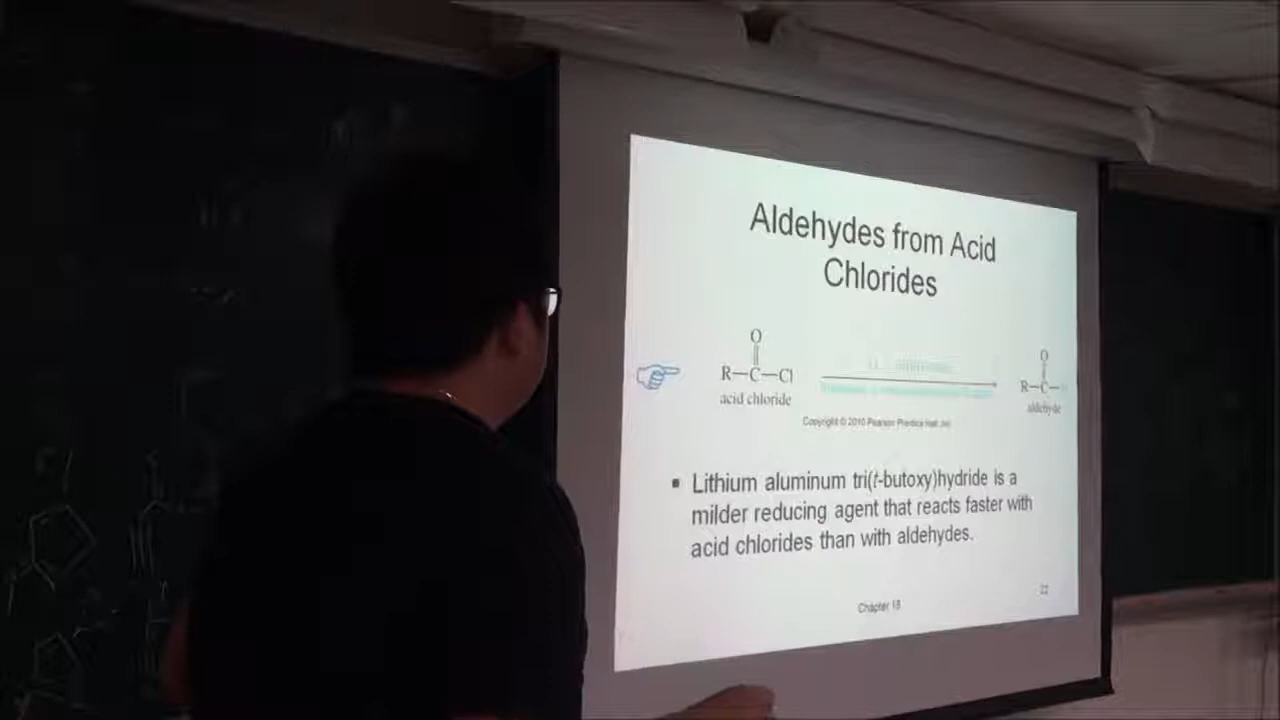 Aldehydes from Acid
Chlorides
O
R—C—Cl
acid chloride
O
R—C—
aldehyde
Copyright © 2010 Pearson Prentice Hall, Inc.
▪ Lithium aluminum tri(t-butoxy)hydride is a
milder reducing agent that reacts faster with
acid chlorides than with aldehydes.
Chapter 18